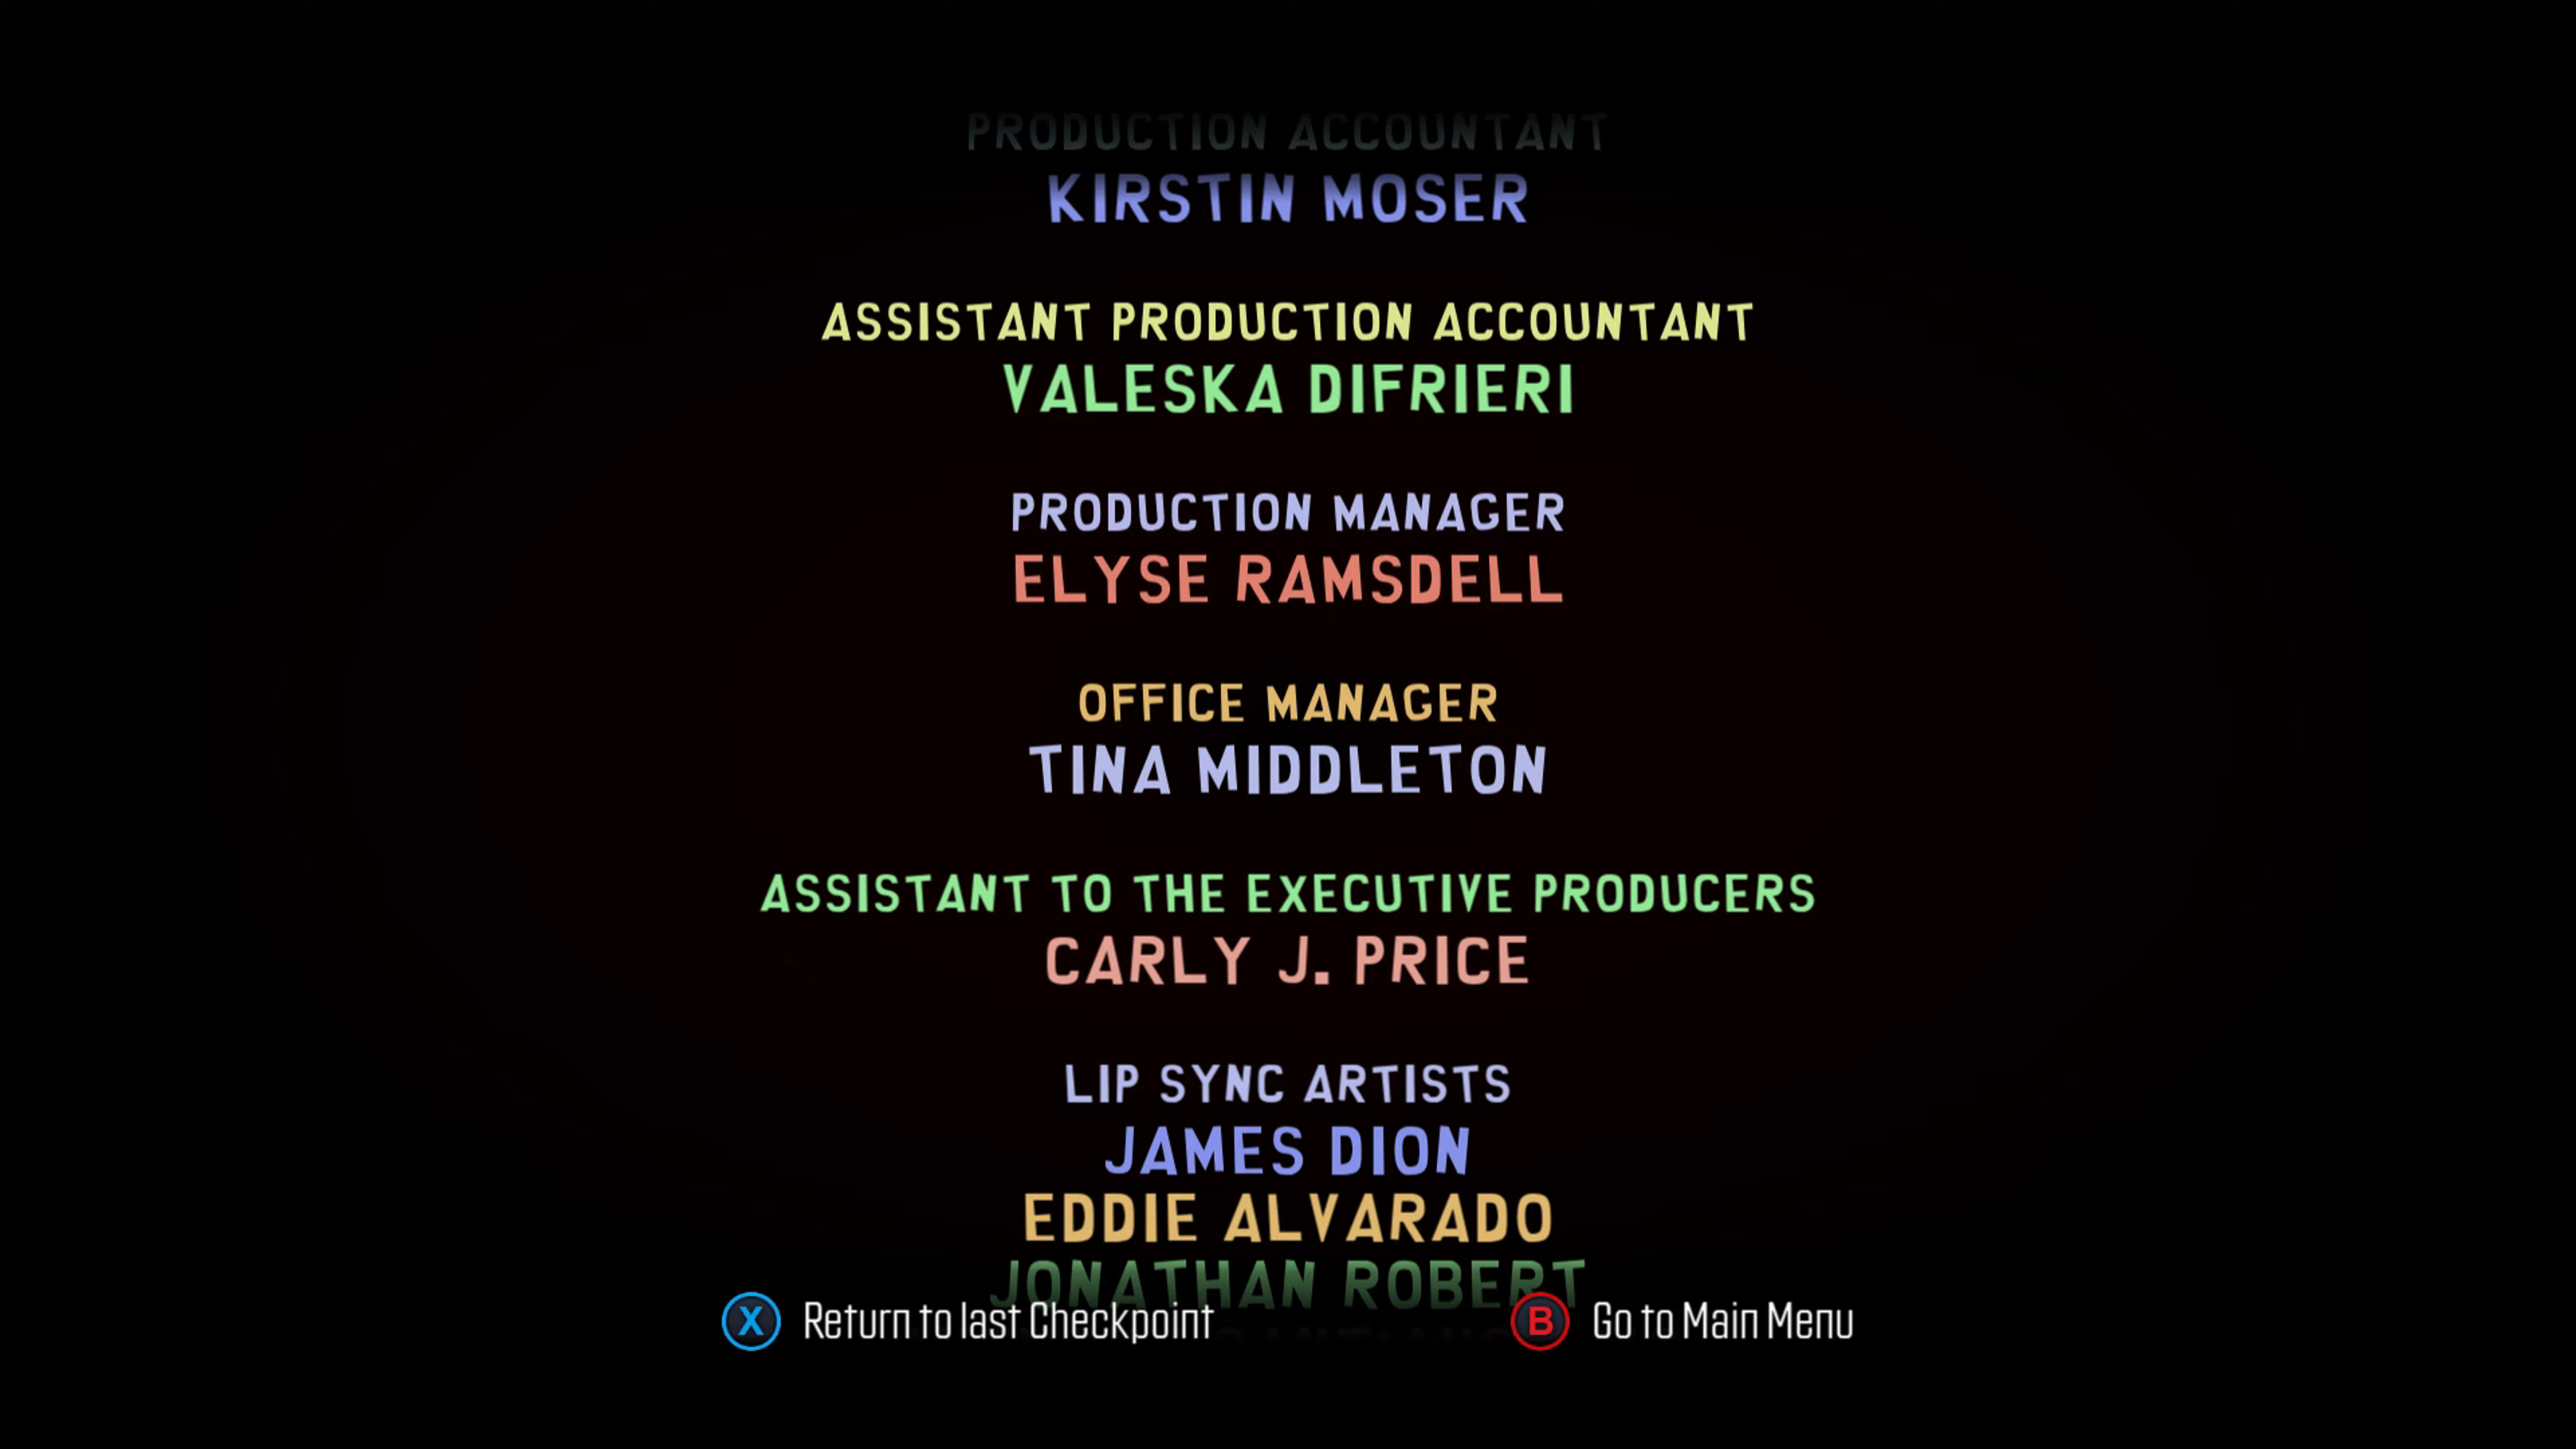 PRODUCTION ACCOUNTANT
KIRSTIN MOSER
ASSISTANT PRODUCTION ACCOUNTANT
VALESKA DIFRIERI
PRODUCTION MANAGER
ELYSE RAMSDELL
OFFICE MANAGER
TINA MIDDLETON
ASSISTANT TO THE EXECUTIVE PRODUCERS
CARLY J. PRICE
LIP SYNC ARTISTS
JAMES DION
EDDIE ALVARADO
JONATHAN ROBERT
X Return to last Checkpoint
B Go to Main Menu